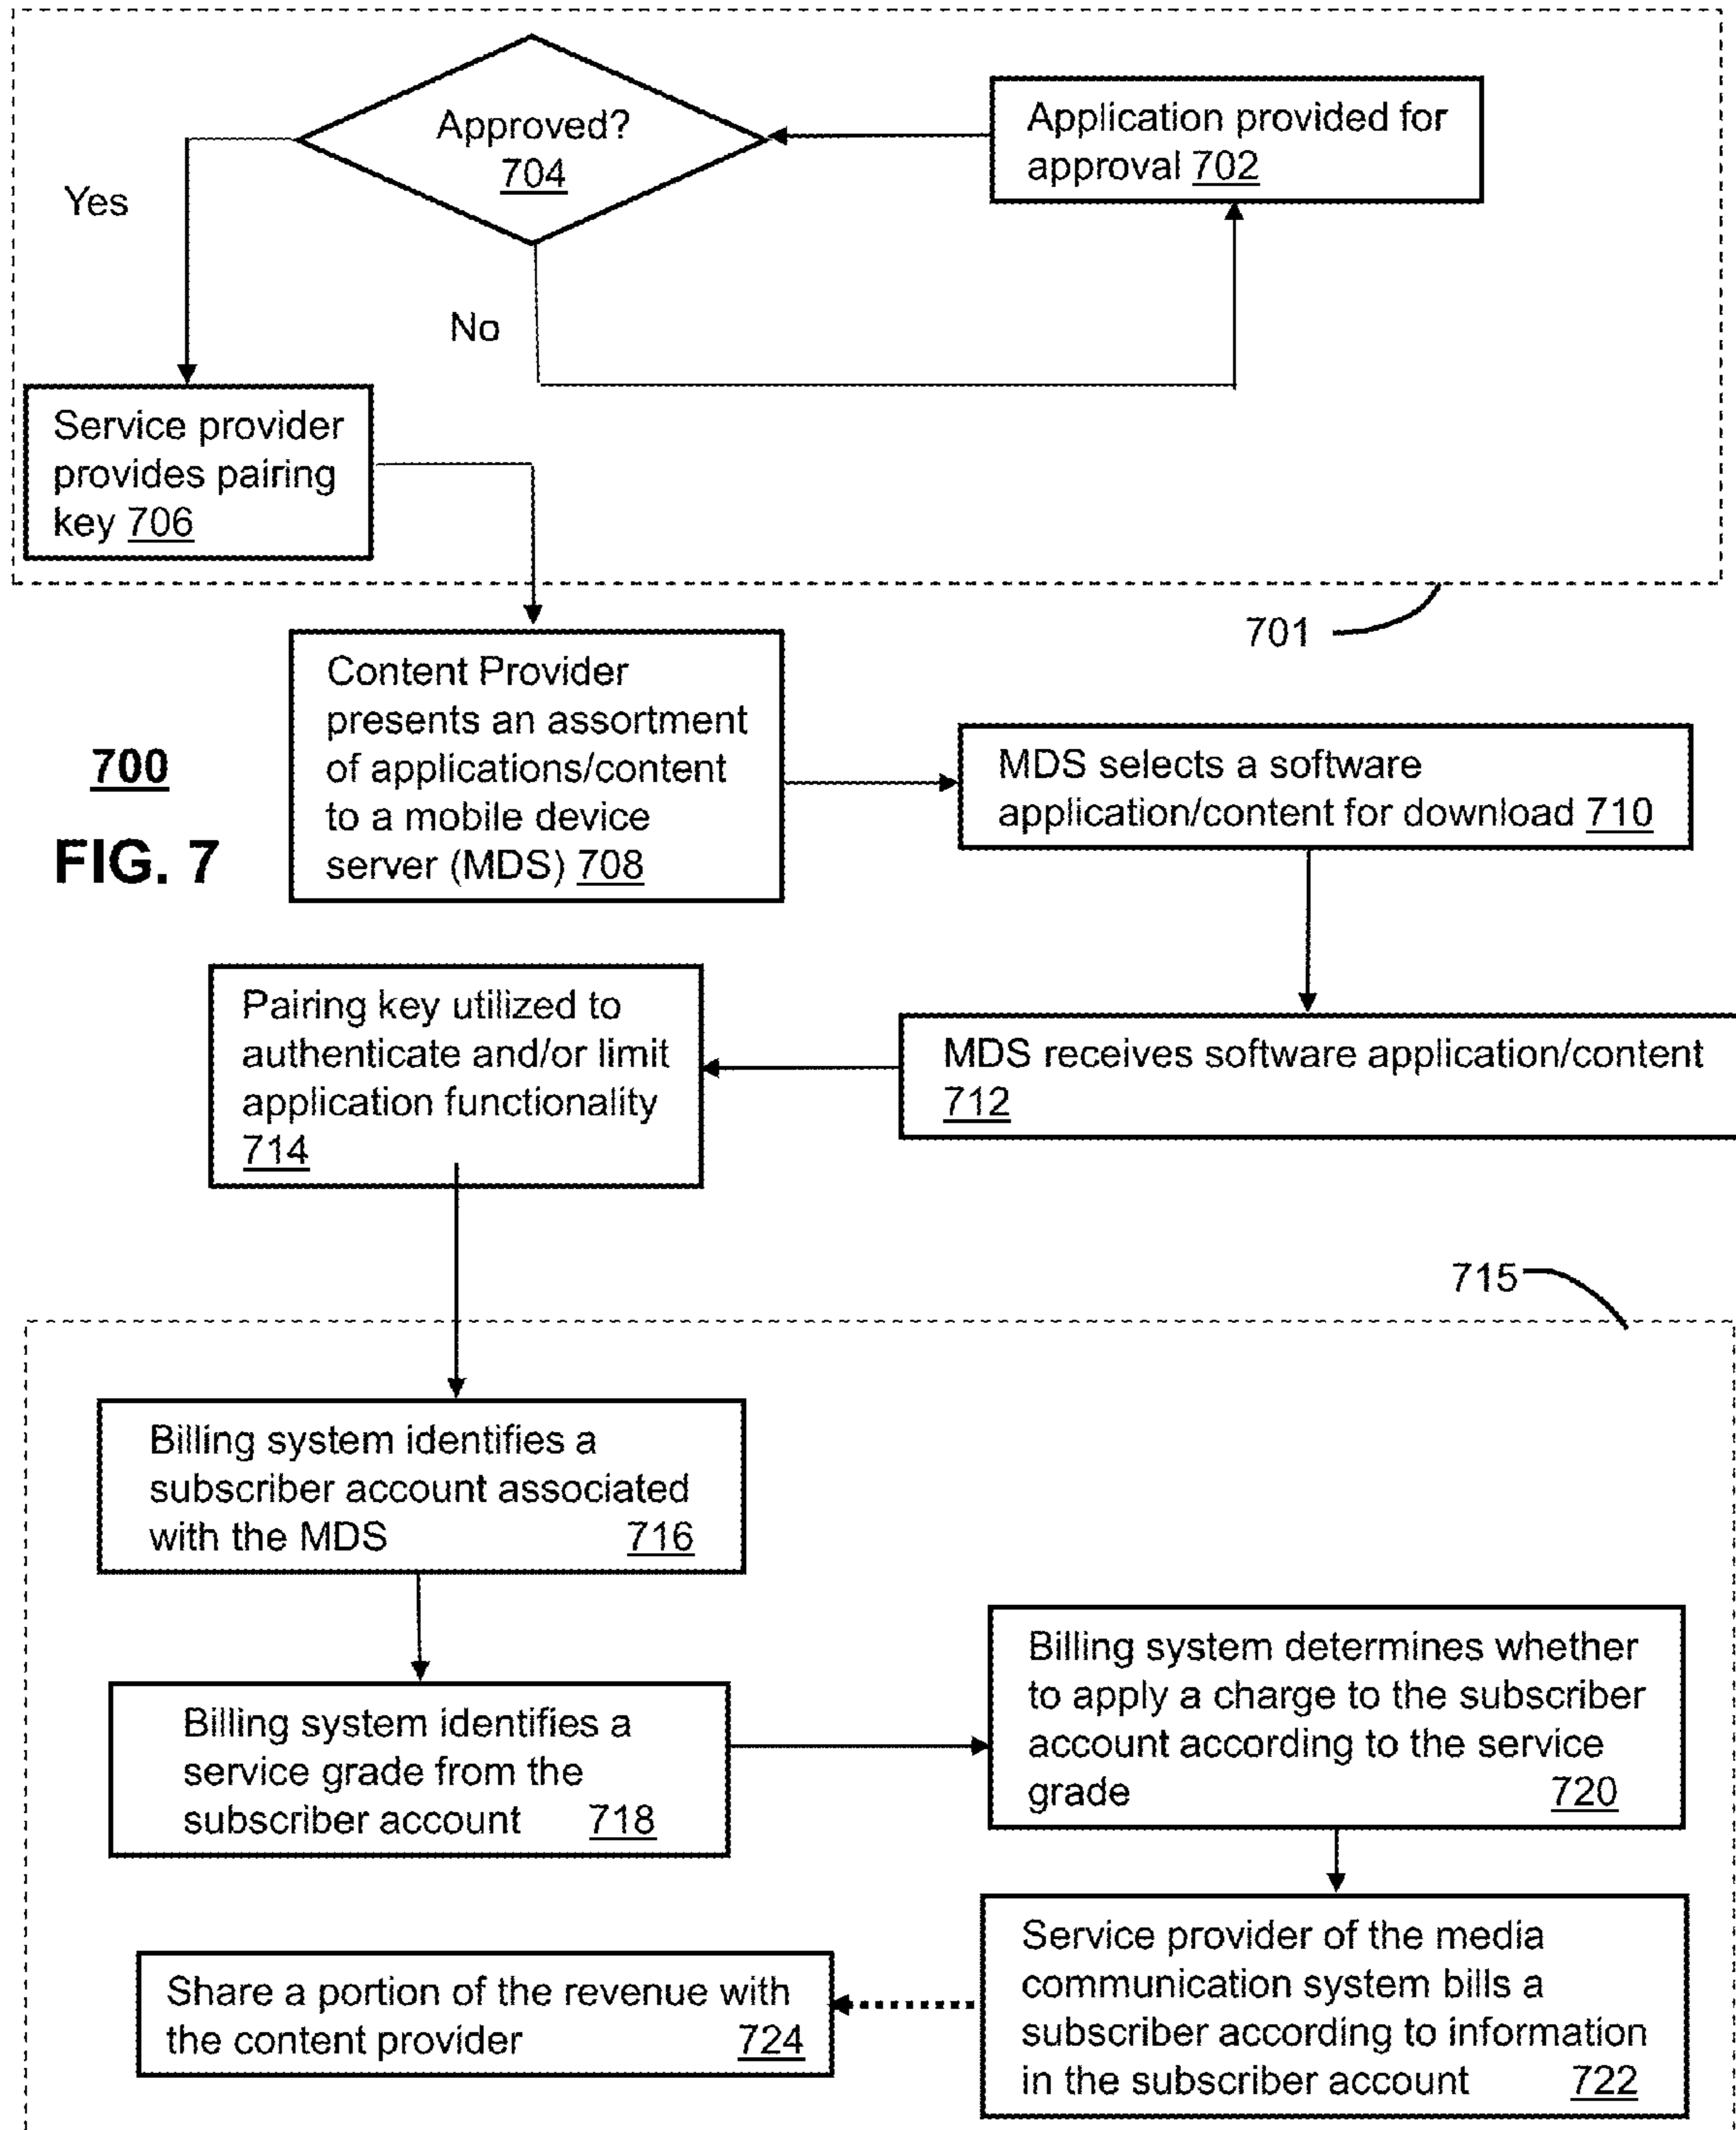 Approved?
704
Application provided for
approval 702
Yes
No
Service provider
provides pairing
key 706
701
Content Provider
presents an assortment
of applications/content
to a mobile device
server (MDS) 708
MDS selects a software
application/content for download 710
700
FIG. 7
Pairing key utilized to
authenticate and/or limit
application functionality
714
MDS receives software application/content
712
715
Billing system identifies a
subscriber account associated
with the MDS 716
Billing system identifies a
service grade from the
subscriber account 718
Billing system determines whether
to apply a charge to the subscriber
account according to the service
grade 720
Service provider of the media
communication system bills a
subscriber according to information
in the subscriber account 722
Share a portion of the revenue with
the content provider 724